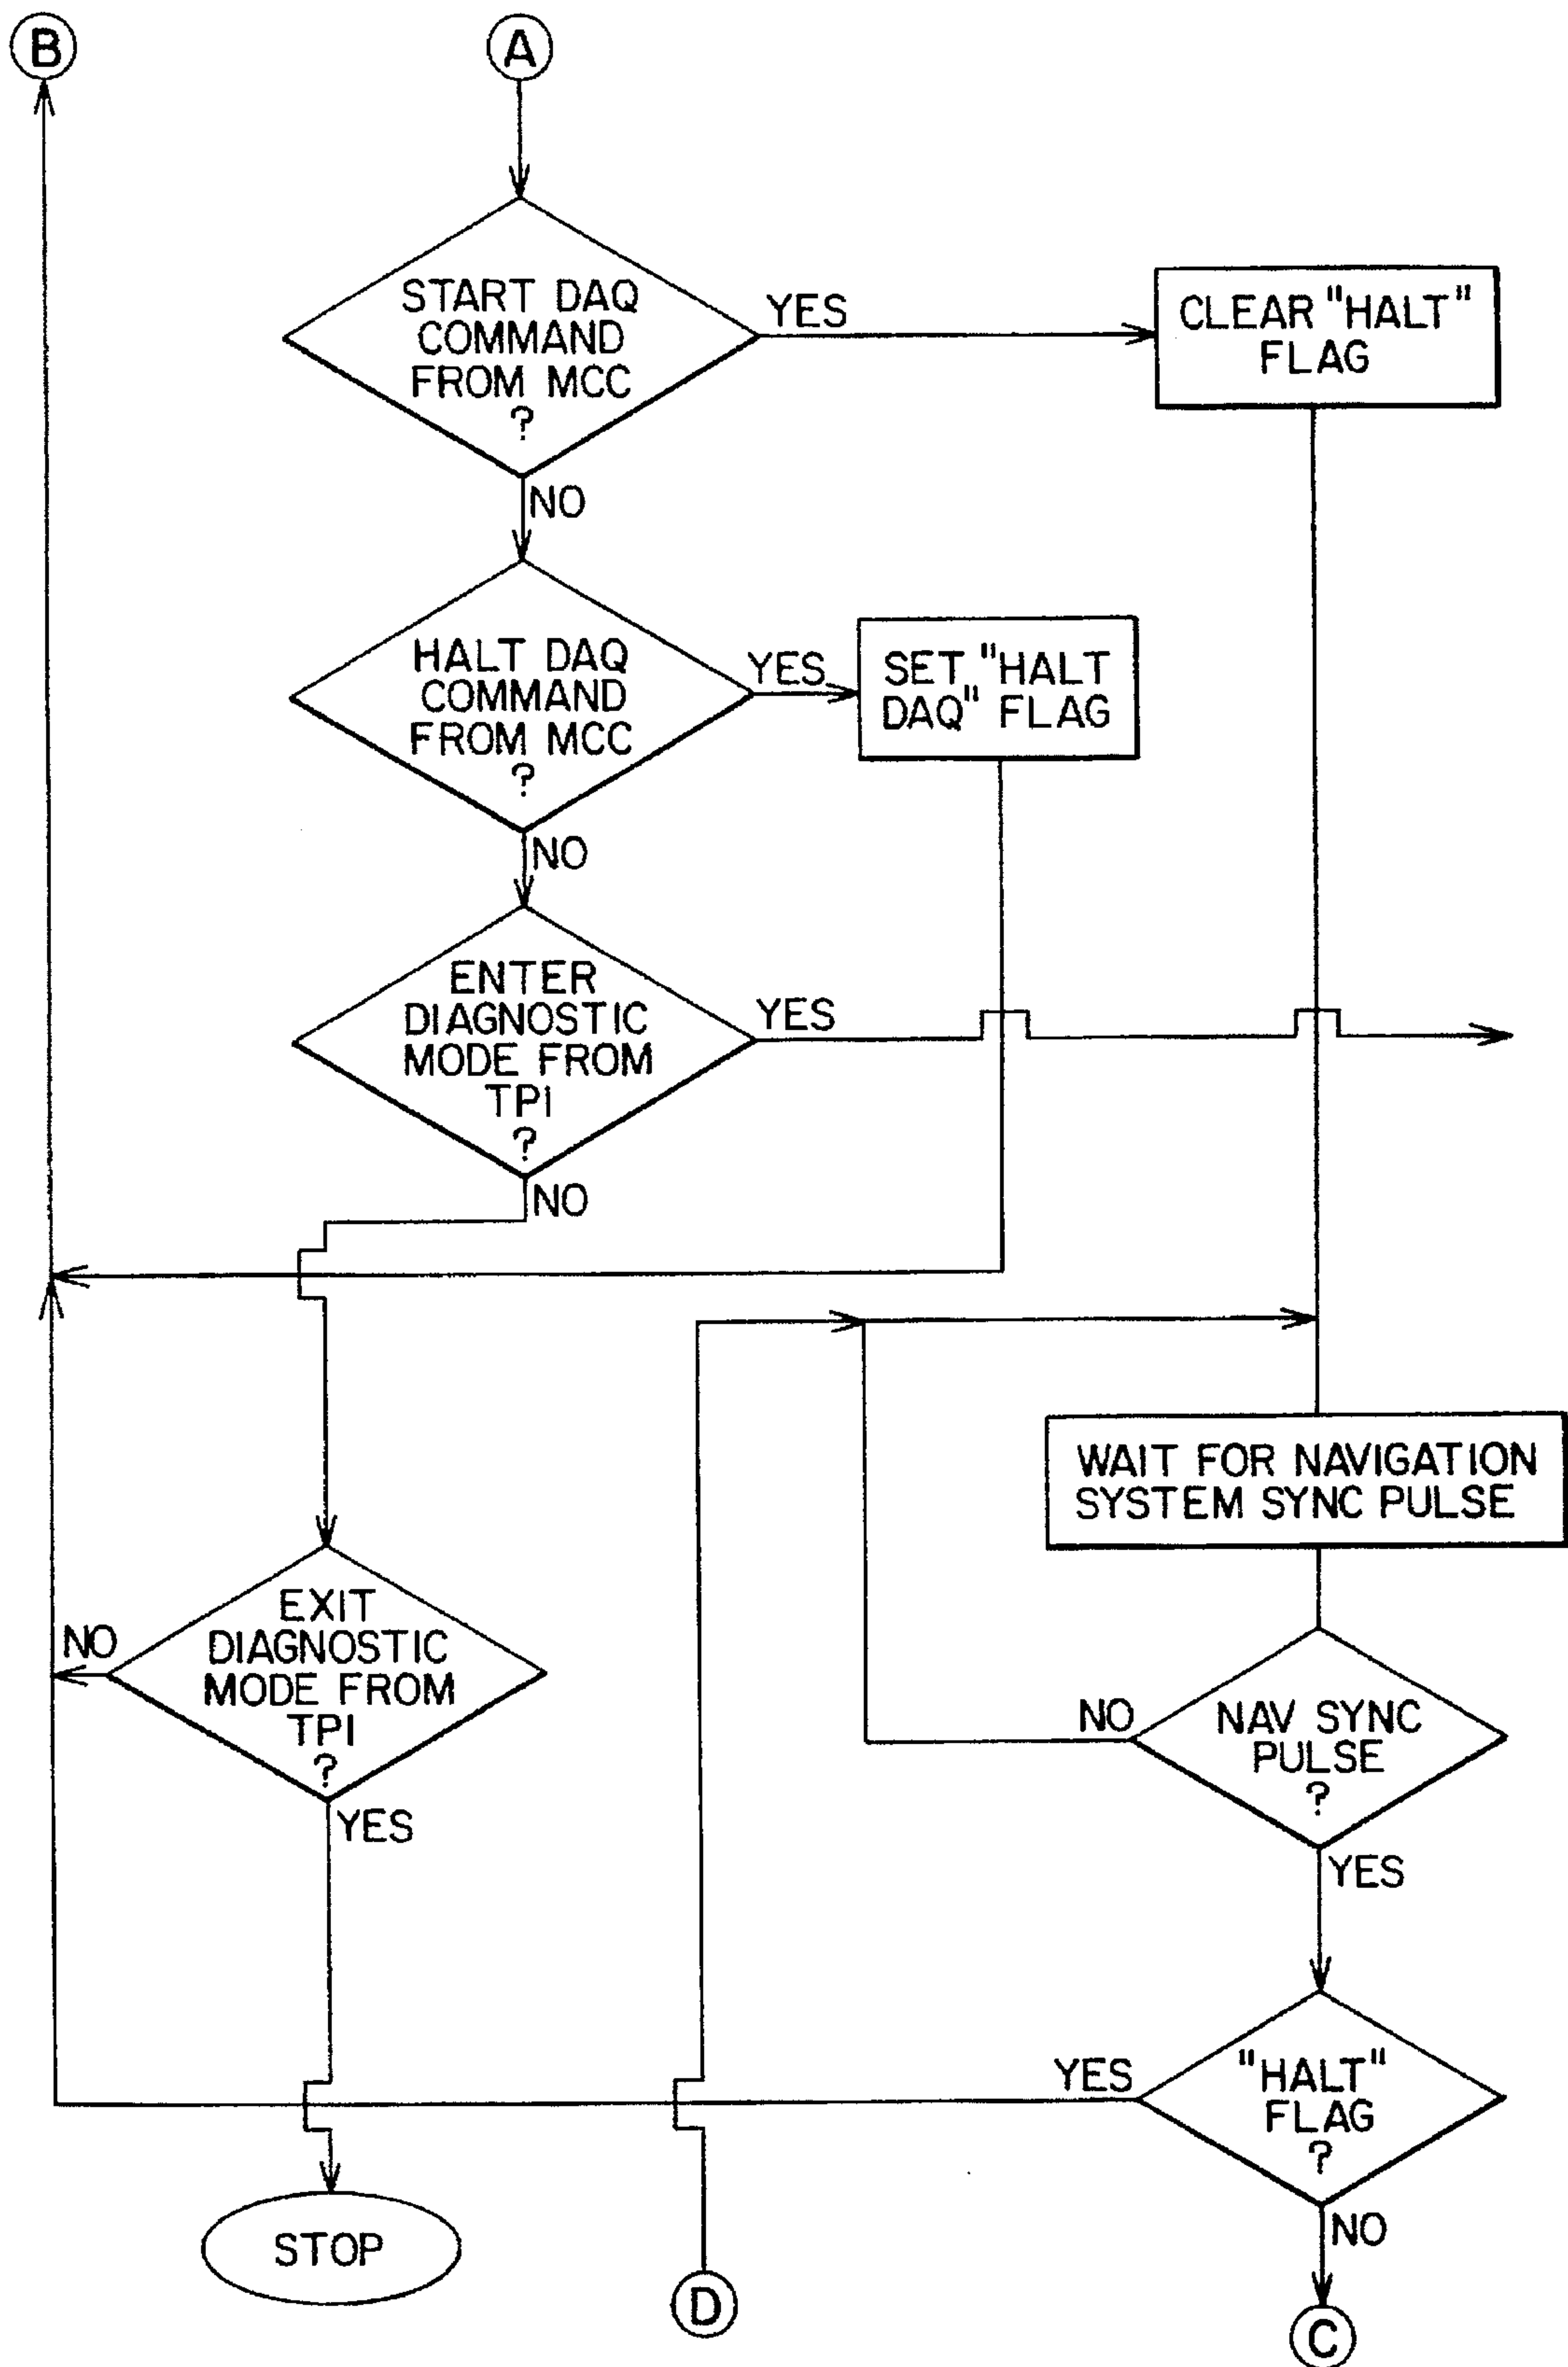 B
A
START DAQ
COMMAND
FROM MCC
?
YES
CLEAR "HALT"
FLAG
NO
HALT DAQ
COMMAND
FROM MCC
?
YES
SET "HALT
DAQ" FLAG
NO
ENTER
DIAGNOSTIC
MODE FROM
TPI
?
YES
NO
WAIT FOR NAVIGATION
SYSTEM SYNC PULSE
EXIT
DIAGNOSTIC
MODE FROM
TPI
?
NO
YES
NAV SYNC
PULSE
?
NO
YES
"HALT"
FLAG
?
YES
NO
STOP
D
C